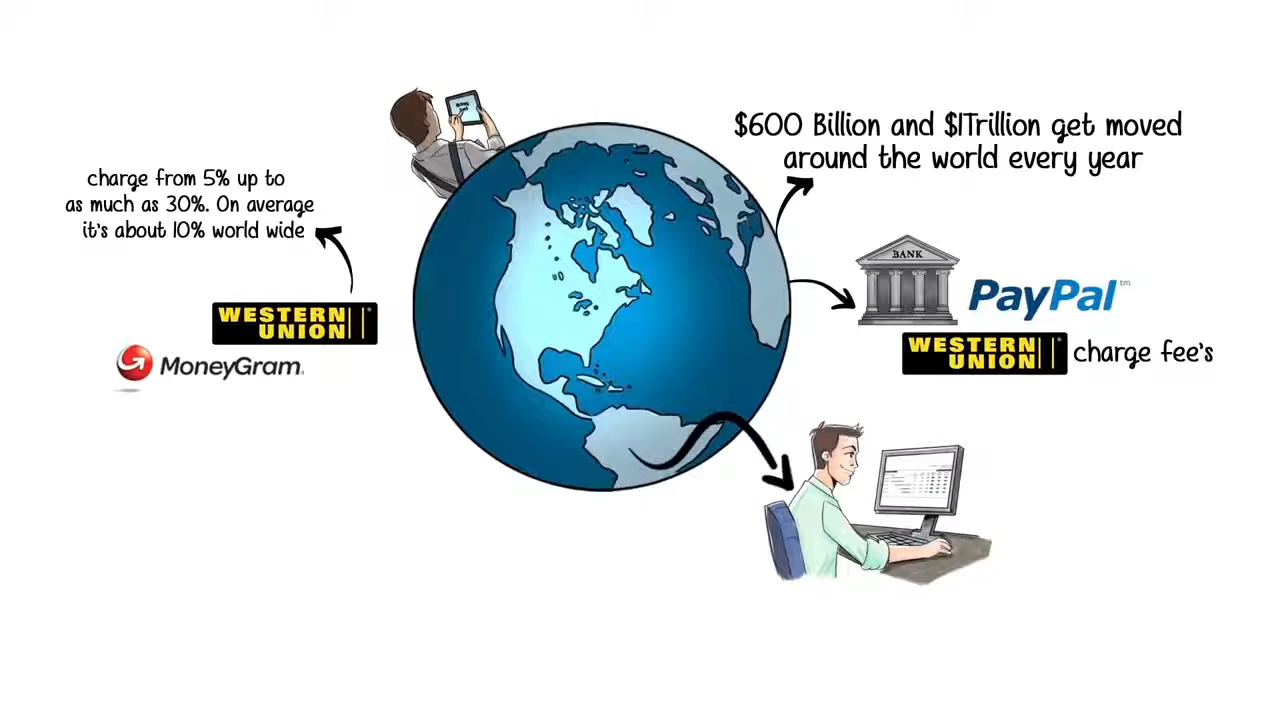 $600 Billion and $1Trillion get moved
around the world every year
charge from 5% up to
as much as 30%. On average
it's about 10% world wide
WESTERN
UNION
MoneyGram
BANK
PayPal™
WESTERN
UNION
charge fee's